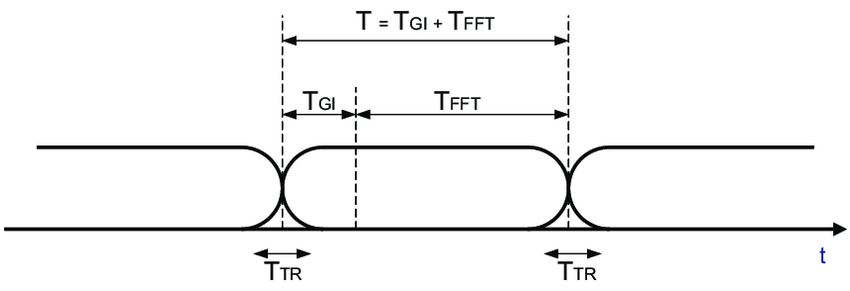 T = TGI + TFFT
TGI TFFT
t
TTR TTR